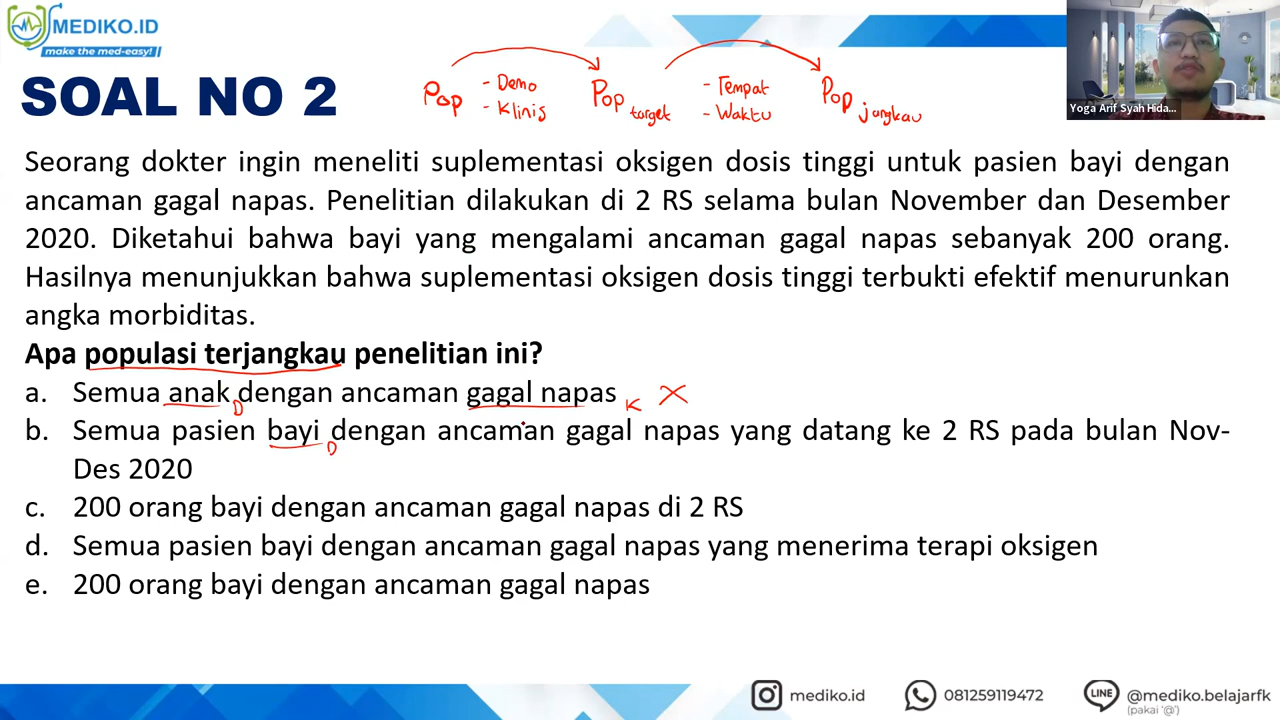 MEDIKO.ID
make the med-easy!
SOAL NO 2
Pop - Demo - Klinis Pop target - Tempat - Waktu Pop jangkau
Yoga Arif Syah Hida...
Seorang dokter ingin meneliti suplementasi oksigen dosis tinggi untuk pasien bayi dengan
ancaman gagal napas. Penelitian dilakukan di 2 RS selama bulan November dan Desember
2020. Diketahui bahwa bayi yang mengalami ancaman gagal napas sebanyak 200 orang.
Hasilnya menunjukkan bahwa suplementasi oksigen dosis tinggi terbukti efektif menurunkan
angka morbiditas.
Apa populasi terjangkau penelitian ini?
a. Semua anak dengan ancaman gagal napas
D K X
b. Semua pasien bayi dengan ancaman gagal napas yang datang ke 2 RS pada bulan Nov-
D
Des 2020
c. 200 orang bayi dengan ancaman gagal napas di 2 RS
d. Semua pasien bayi dengan ancaman gagal napas yang menerima terapi oksigen
e. 200 orang bayi dengan ancaman gagal napas
mediko.id 081259119472 LINE @mediko.belajarfk
(pakai '@')